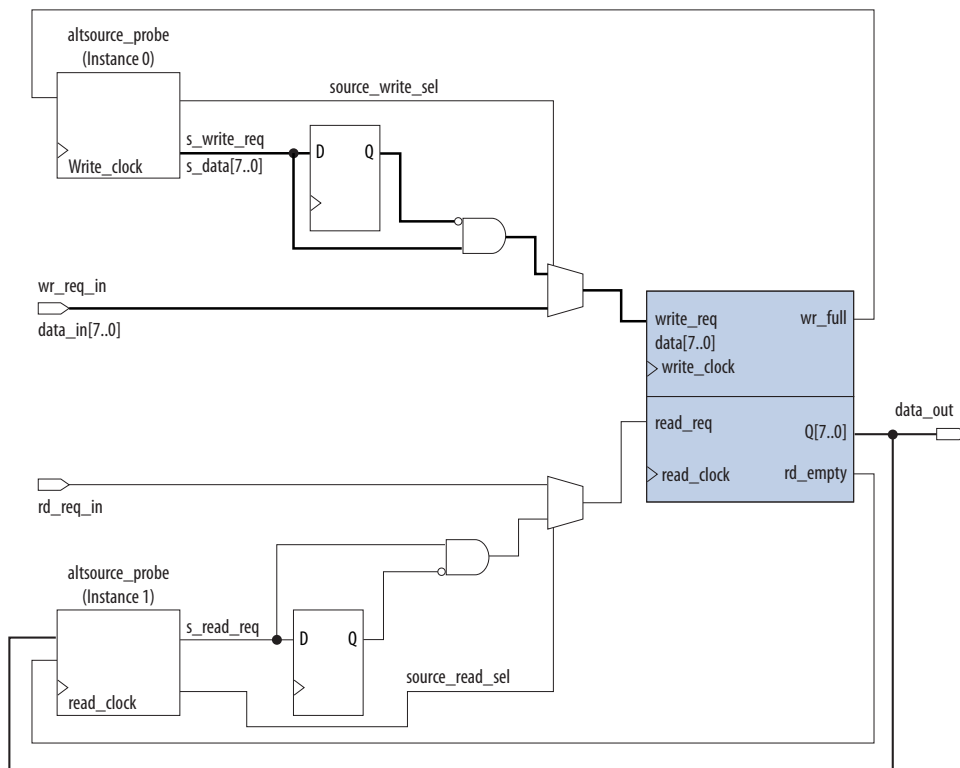 altsource_probe
(Instance 0)
source_write_sel
s_write_req
D Q
Write_clock
s_data[7..0]
wr_req_in
data_in[7..0]
write_req
wr_full
data[7..0]
write_clock
data_out
read_req
Q[7..0]
read_clock
rd_empty
rd_req_in
altsource_probe
(Instance 1)
s_read_req
D Q
source_read_sel
read_clock